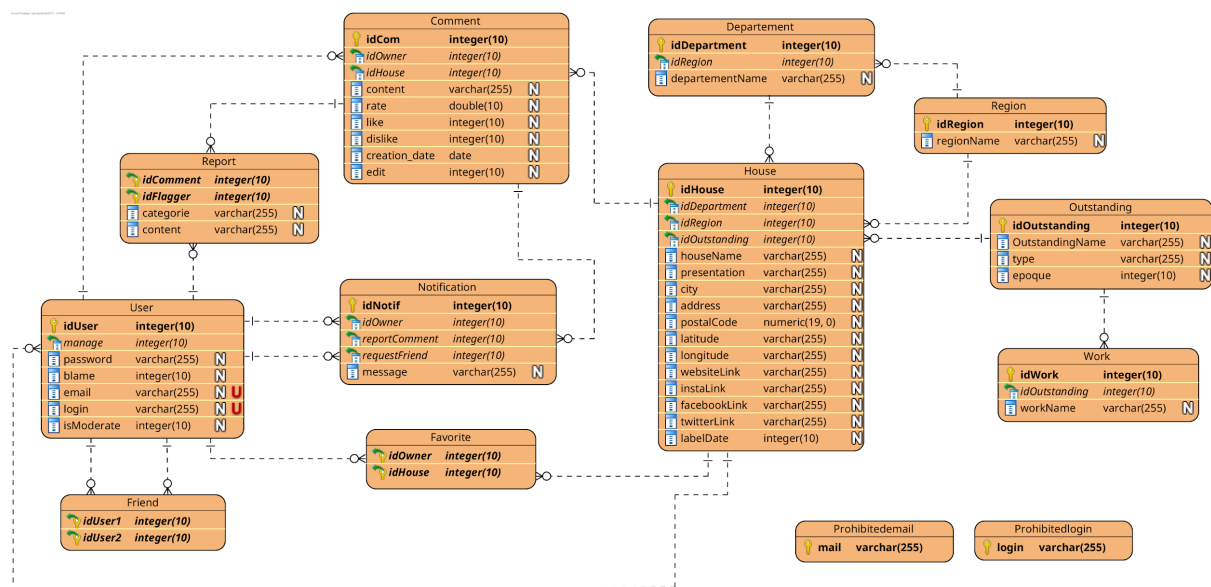 Comment
idCom integer(10)
idOwner integer(10)
idHouse integer(10)
content varchar(255) N
rate double(10) N
like integer(10) N
dislike integer(10) N
creation_date date N
edit integer(10) N
Departement
idDepartment integer(10)
idRegion integer(10)
departementName varchar(255) N
Region
idRegion integer(10)
regionName varchar(255) N
Report
idComment integer(10)
idFlagger integer(10)
categorie varchar(255) N
content varchar(255) N
House
idHouse integer(10)
idDepartment integer(10)
idRegion integer(10)
idOutstanding integer(10)
houseName varchar(255) N
presentation varchar(255) N
city varchar(255) N
address varchar(255) N
postalCode numeric(19, 0) N
latitude varchar(255) N
longitude varchar(255) N
websiteLink varchar(255) N
instaLink varchar(255) N
facebookLink varchar(255) N
twitterLink varchar(255) N
labelDate integer(10) N
Outstanding
idOutstanding integer(10)
OutstandingName varchar(255) N
type varchar(255) N
epoque integer(10) N
User
idUser integer(10)
manage integer(10)
password varchar(255) N
blame integer(10) N
email varchar(255) N U
login varchar(255) N U
isModerate integer(10) N
Notification
idNotif integer(10)
idOwner integer(10)
reportComment integer(10)
requestFriend integer(10)
message varchar(255) N
Work
idWork integer(10)
idOutstanding integer(10)
workName varchar(255) N
Favorite
idOwner integer(10)
idHouse integer(10)
Friend
idUser1 integer(10)
idUser2 integer(10)
Prohibitedemail
mail varchar(255)
Prohibitedlogin
login varchar(255)